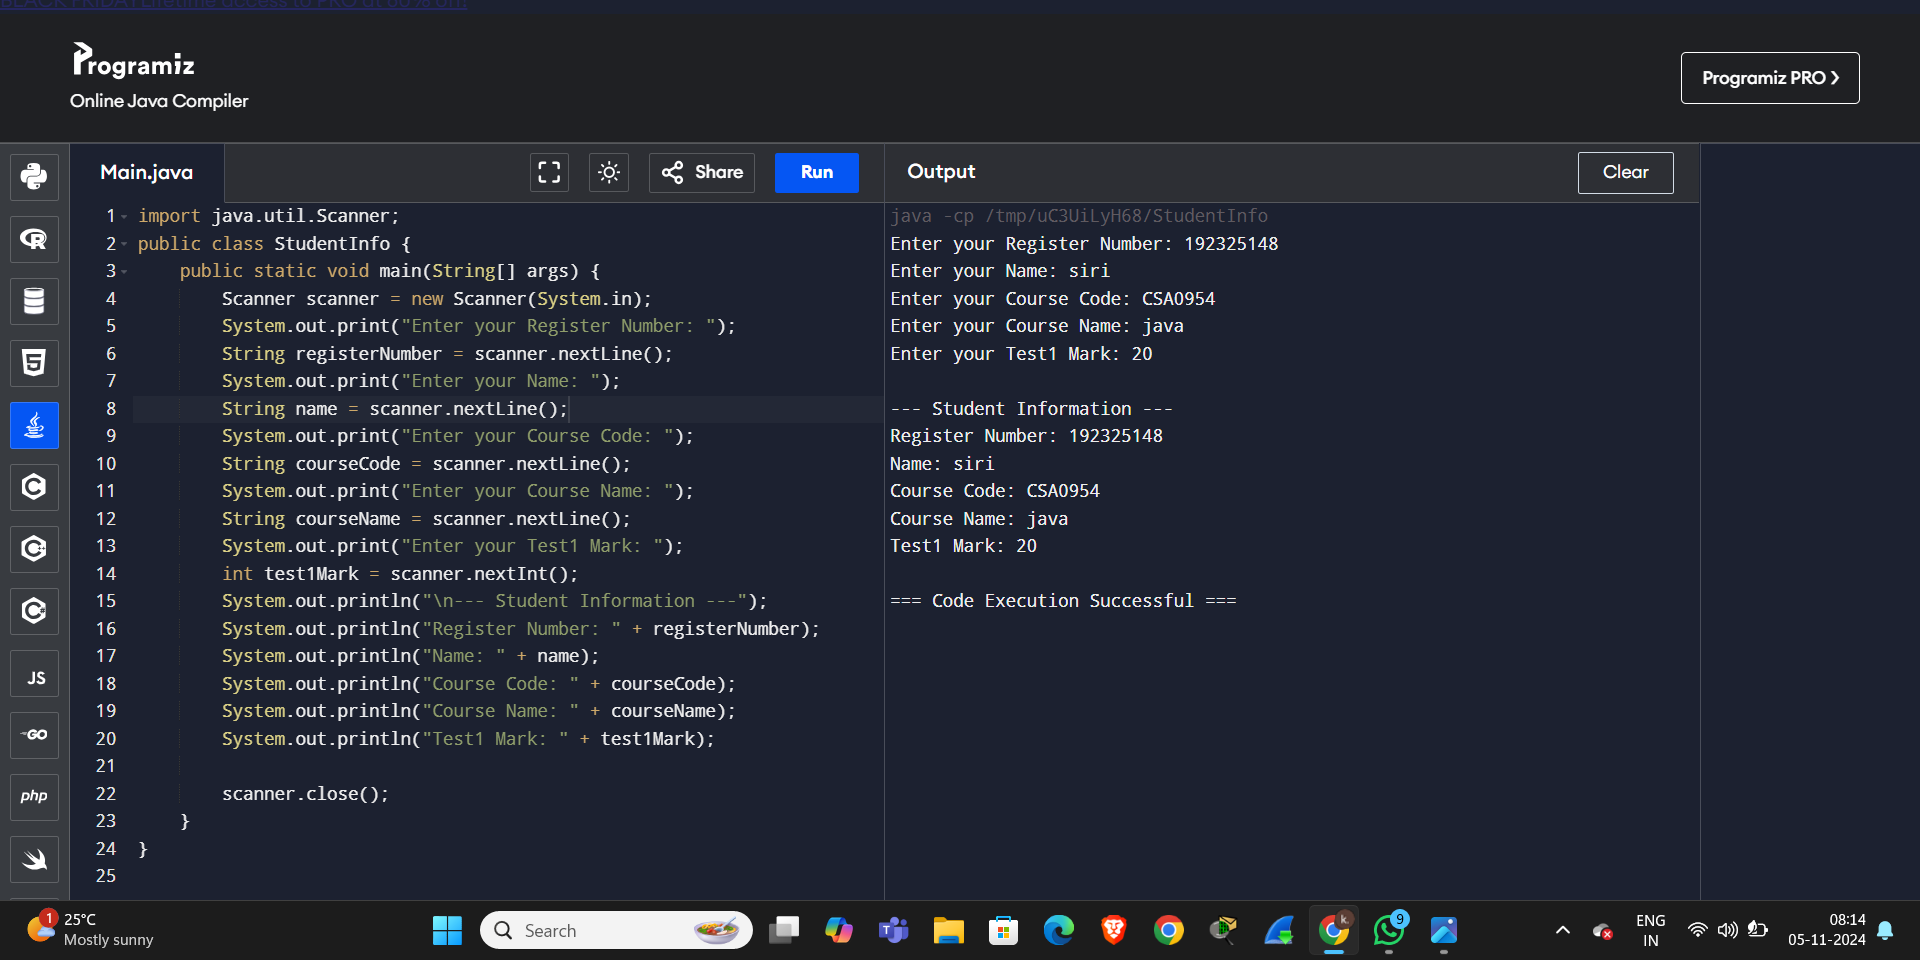 BLACK FRIDAY Lifetime access to PRO at 60% off!
Programiz
Online Java Compiler
Programiz PRO ❯
Main.java
Share
Run
Output
Clear
1 import java.util.Scanner;
2 public class StudentInfo {
3     public static void main(String[] args) {
4         Scanner scanner = new Scanner(System.in);
5         System.out.print("Enter your Register Number: ");
6         String registerNumber = scanner.nextLine();
7         System.out.print("Enter your Name: ");
8         String name = scanner.nextLine();
9         System.out.print("Enter your Course Code: ");
10         String courseCode = scanner.nextLine();
11         System.out.print("Enter your Course Name: ");
12         String courseName = scanner.nextLine();
13         System.out.print("Enter your Test1 Mark: ");
14         int test1Mark = scanner.nextInt();
15         System.out.println("\n--- Student Information ---");
16         System.out.println("Register Number: " + registerNumber);
17         System.out.println("Name: " + name);
18         System.out.println("Course Code: " + courseCode);
19         System.out.println("Course Name: " + courseName);
20         System.out.println("Test1 Mark: " + test1Mark);
21
22         scanner.close();
23     }
24 }
25
java -cp /tmp/uC3UiLyH68/StudentInfo
Enter your Register Number: 192325148
Enter your Name: siri
Enter your Course Code: CSA0954
Enter your Course Name: java
Enter your Test1 Mark: 20
--- Student Information ---
Register Number: 192325148
Name: siri
Course Code: CSA0954
Course Name: java
Test1 Mark: 20
=== Code Execution Successful ===
R
5
C
C
C
JS
GO
php
1
25°C
Mostly sunny
Search
T
k.
9
ENG
IN
08:14
05-11-2024